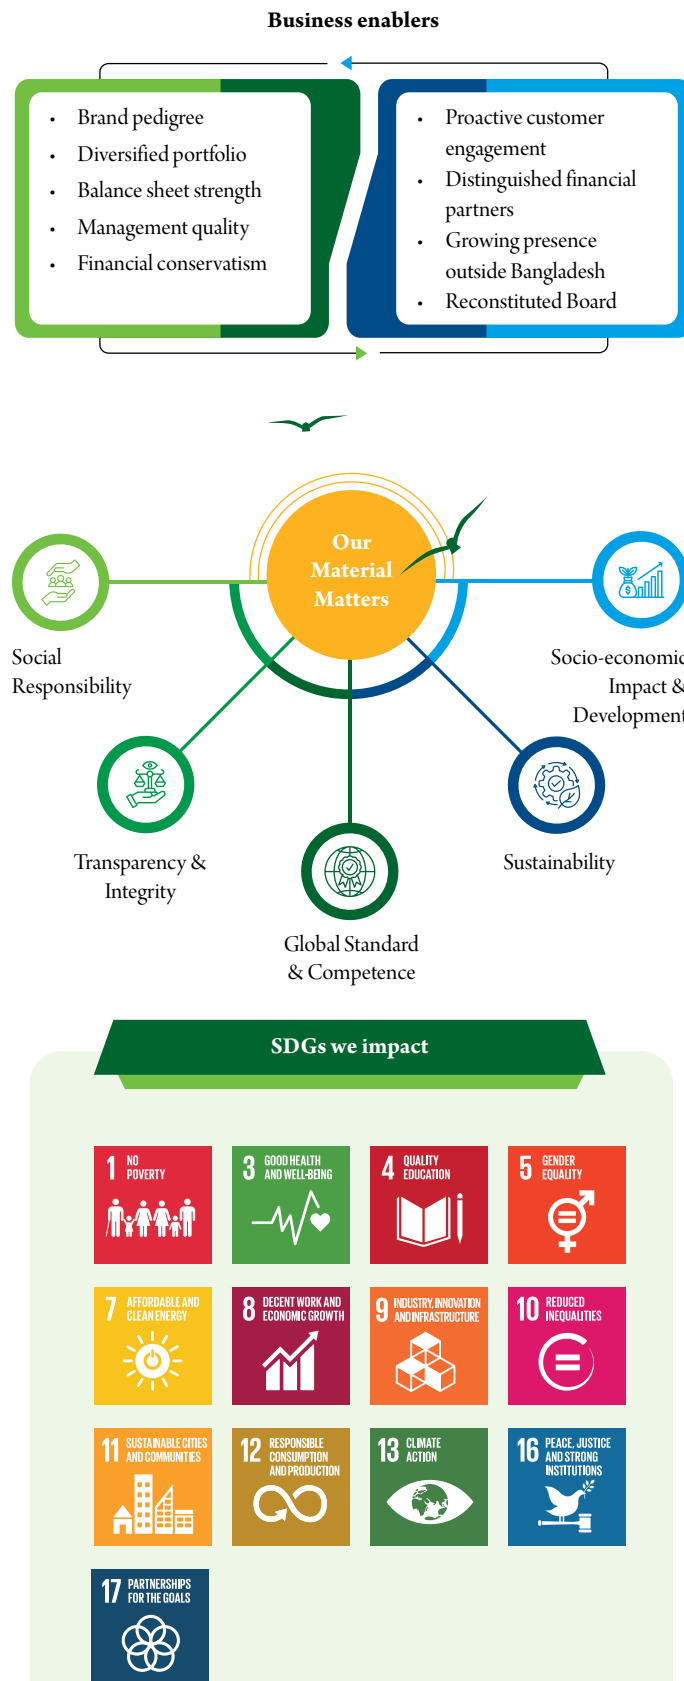 Business enablers
• Brand pedigree
• Diversified portfolio
• Balance sheet strength
• Management quality
• Financial conservatism
• Proactive customer
engagement
• Distinguished financial
partners
• Growing presence
outside Bangladesh
• Reconstituted Board
Our
Material
Matters
Social
Responsibility
Transparency &
Integrity
Global Standard
& Competence
Sustainability
Socio-economic
Impact &
Development
SDGs we impact
1 NO
POVERTY
3 GOOD HEALTH
AND WELL-BEING
4 QUALITY
EDUCATION
5 GENDER
EQUALITY
7 AFFORDABLE AND
CLEAN ENERGY
8 DECENT WORK AND
ECONOMIC GROWTH
9 INDUSTRY, INNOVATION
AND INFRASTRUCTURE
10 REDUCED
INEQUALITIES
11 SUSTAINABLE CITIES
AND COMMUNITIES
12 RESPONSIBLE
CONSUMPTION
AND PRODUCTION
13 CLIMATE
ACTION
16 PEACE, JUSTICE
AND STRONG
INSTITUTIONS
17 PARTNERSHIPS
FOR THE GOALS